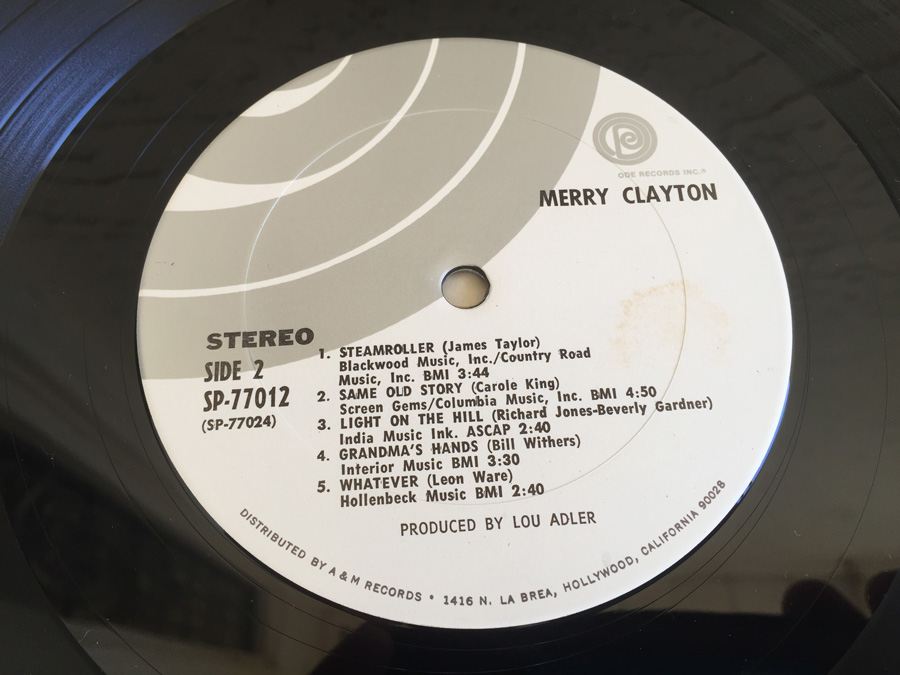 ODE RECORDS INC.®
MERRY CLAYTON
STEREO
SIDE 2
SP-77012
(SP-77024)
1. STEAMROLLER (James Taylor)
Blackwood Music, Inc./Country Road
Music, Inc. BMI 3:44
2. SAME OLD STORY (Carole King)
Screen Gems/Columbia Music, Inc. BMI 4:50
3. LIGHT ON THE HILL (Richard Jones-Beverly Gardner)
India Music Ink. ASCAP 2:40
4. GRANDMA'S HANDS (Bill Withers)
Interior Music BMI 3:30
5. WHATEVER (Leon Ware)
Hollenbeck Music BMI 2:40
PRODUCED BY LOU ADLER
DISTRIBUTED BY A & M RECORDS • 1416 N. LA BREA, HOLLYWOOD, CALIFORNIA 90028